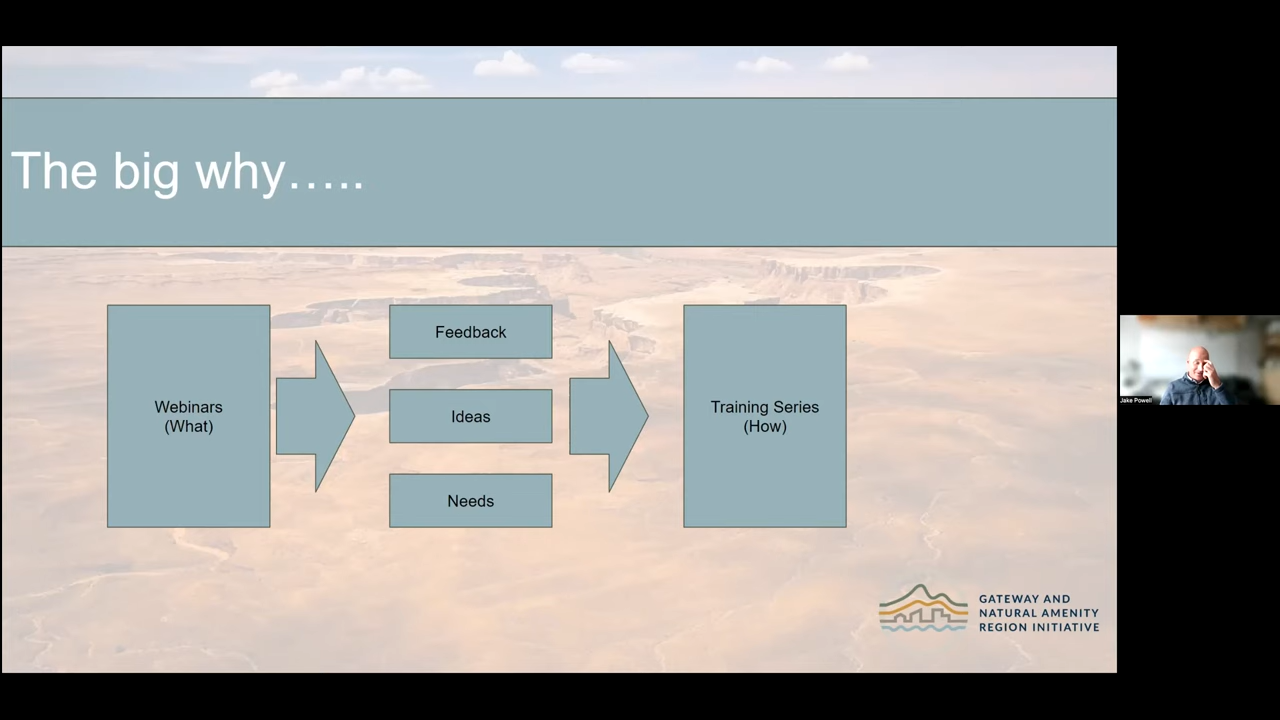 The big why…..
Webinars
(What)
Feedback
Ideas
Needs
Training Series
(How)
GATEWAY AND
NATURAL AMENITY
REGION INITIATIVE
Jake Powell